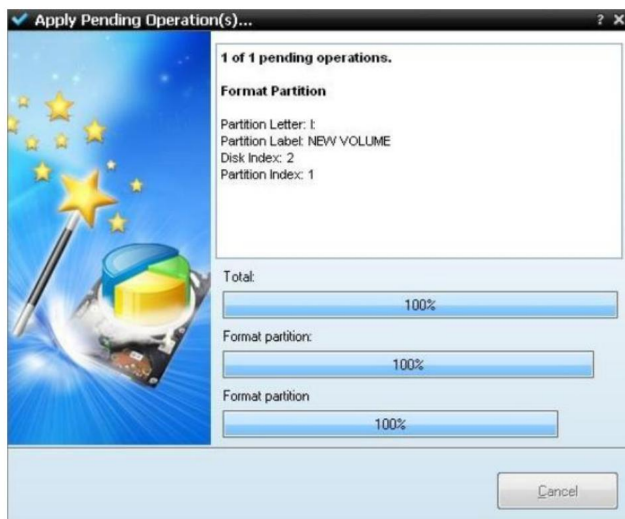 Apply Pending Operation(s)...
? X
1 of 1 pending operations.
Format Partition
Partition Letter: I:
Partition Label: NEW VOLUME
Disk Index: 2
Partition Index: 1
Total:
100%
Format partition:
100%
Format partition
100%
Cancel